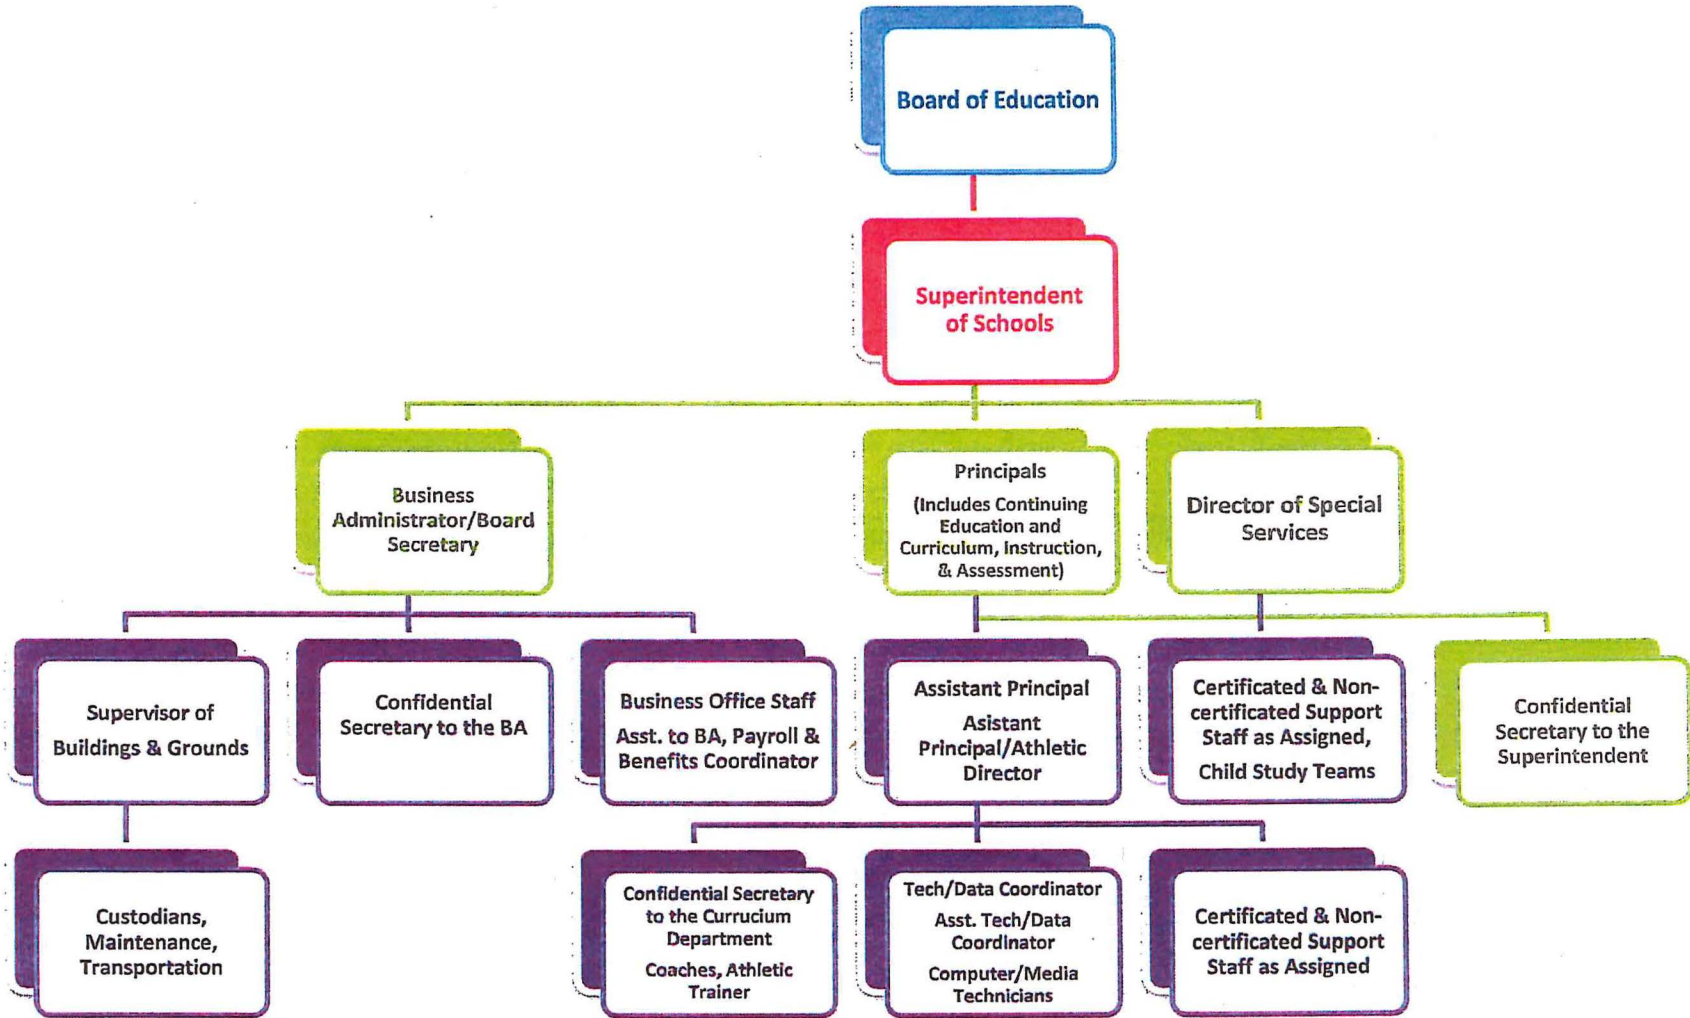 Board of Education
Superintendent
of Schools
Business
Administrator/Board
Secretary
Principals
(Includes Continuing
Education and
Curriculum, Instruction,
& Assessment)
Director of Special
Services
Supervisor of
Buildings & Grounds
Confidential
Secretary to the BA
Business Office Staff
Asst. to BA, Payroll &
Benefits Coordinator
Assistant Principal
Asistant
Principal/Athletic
Director
Certificated & Non-
certificated Support
Staff as Assigned,
Child Study Teams
Confidential
Secretary to the
Superintendent
Custodians,
Maintenance,
Transportation
Confidential Secretary
to the Currucium
Department
Coaches, Athletic
Trainer
Tech/Data Coordinator
Asst. Tech/Data
Coordinator
Computer/Media
Technicians
Certificated & Non-
certificated Support
Staff as Assigned